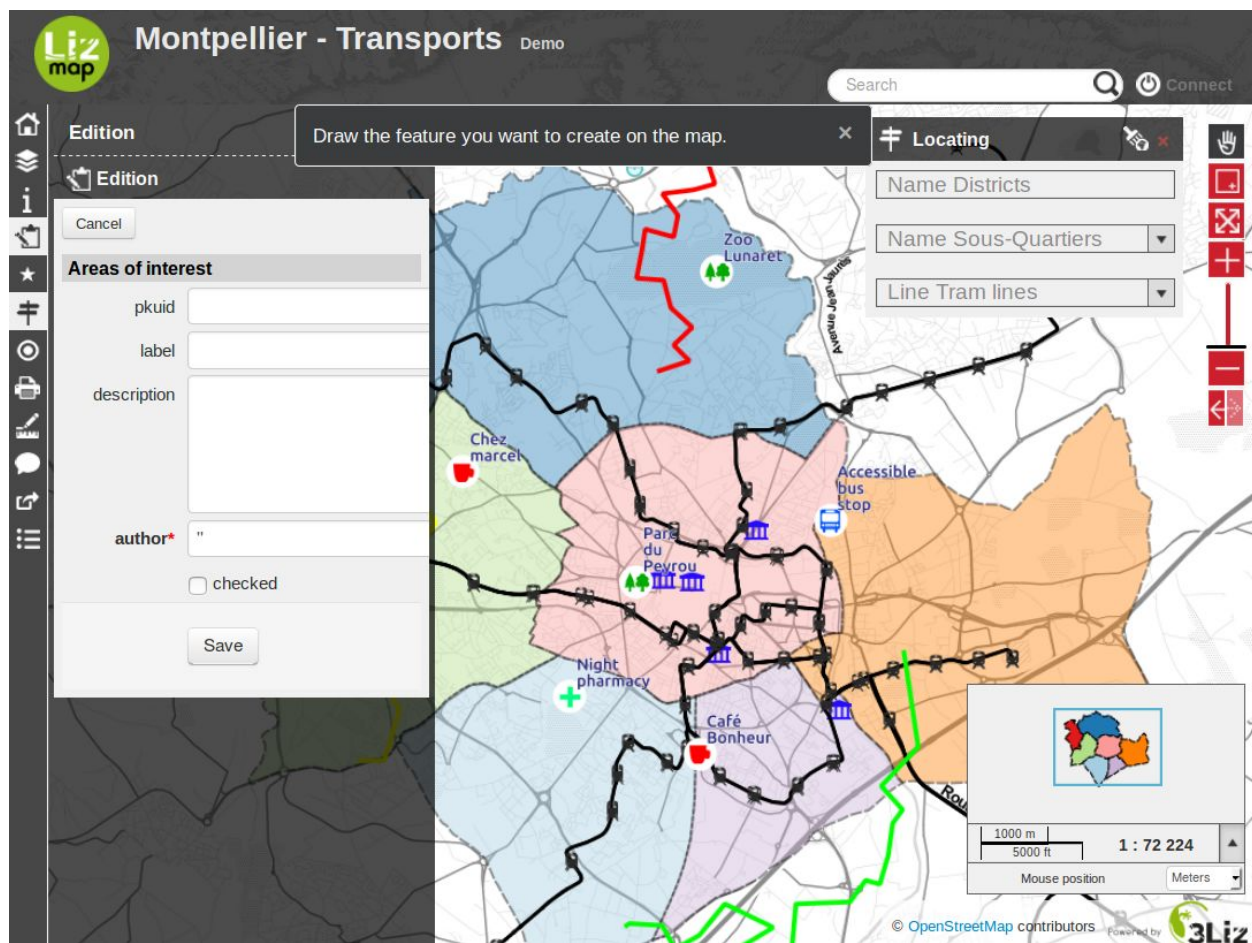 Liz
map
Montpellier - Transports Demo
Search
Connect
Edition
Draw the feature you want to create on the map. ×
Locating
Edition
Cancel
Areas of interest
pkuid
label
description
author*
''
checked
Save
Name Districts
Name Sous-Quartiers
Line Tram lines
Zoo
Lunaret
Chez
marcel
Accessible
bus
stop
Parc
du
Peyrou
Night
pharmacy
Café
Bonheur
1000 m
5000 ft
1 : 72 224
Mouse position
Meters
© OpenStreetMap contributors
Powered by
3Liz